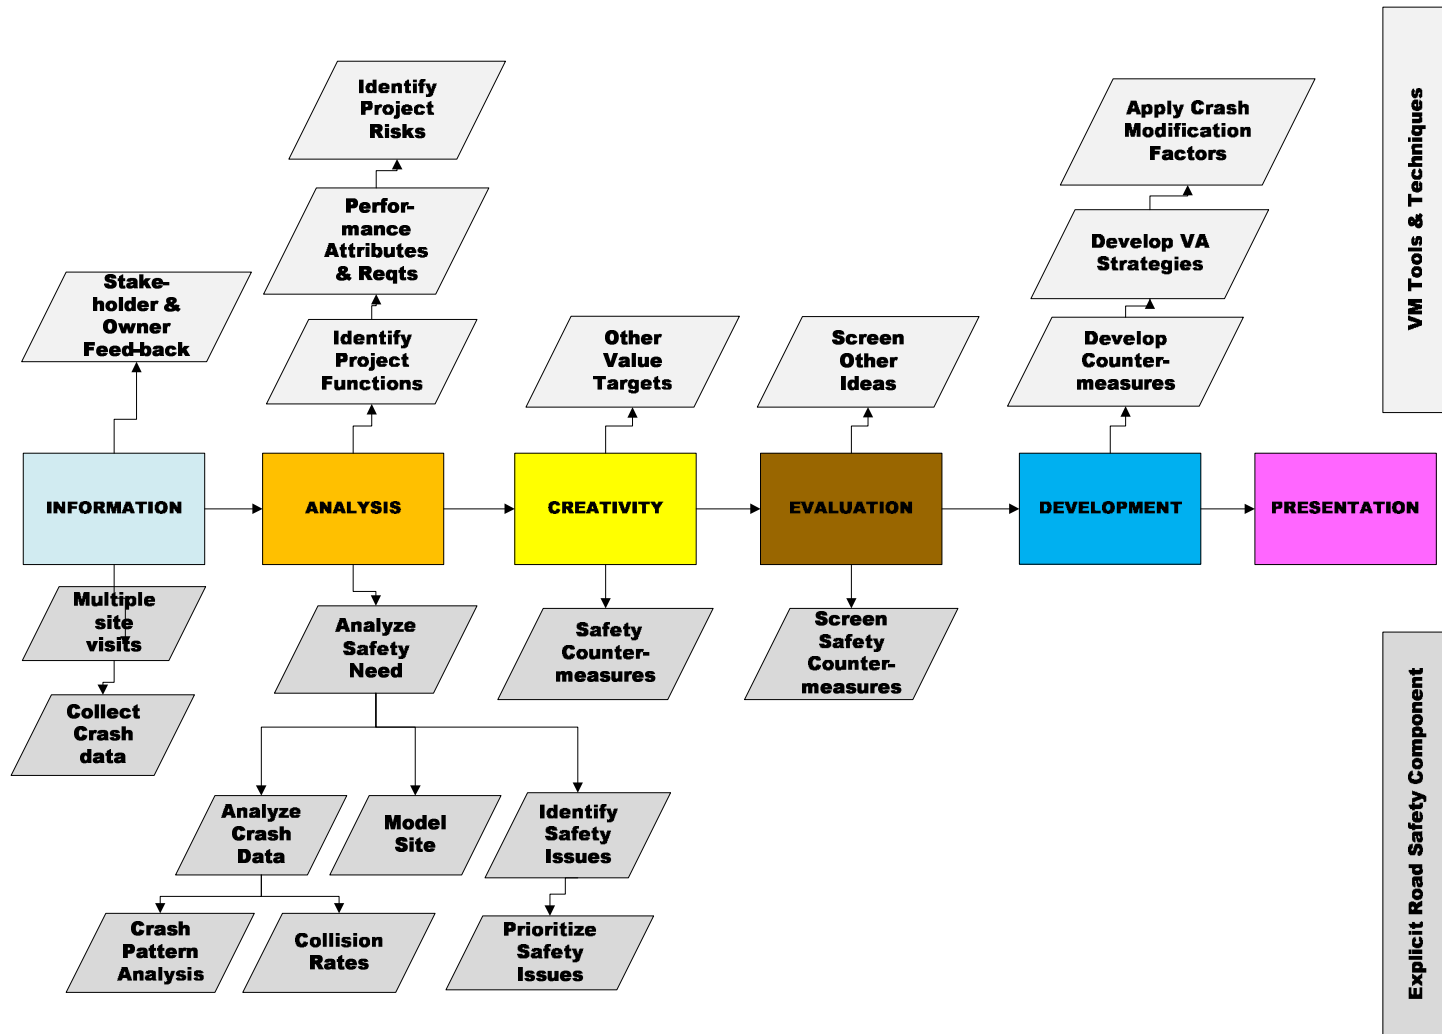 Identify
Project
Risks
Apply Crash
Modification
Factors
VM Tools & Techniques
Perfor-
mance
Attributes
& Reqts
Develop VA
Strategies
Stake-
holder &
Owner
Feed-back
Identify
Project
Functions
Other
Value
Targets
Screen
Other
Ideas
Develop
Counter-
measures
INFORMATION
ANALYSIS
CREATIVITY
EVALUATION
DEVELOPMENT
PRESENTATION
Multiple
site
visits
Analyze
Safety
Need
Safety
Counter-
measures
Screen
Safety
Counter-
measures
Explicit Road Safety Component
Collect
Crash
data
Analyze
Crash
Data
Model
Site
Identify
Safety
Issues
Crash
Pattern
Analysis
Collision
Rates
Prioritize
Safety
Issues